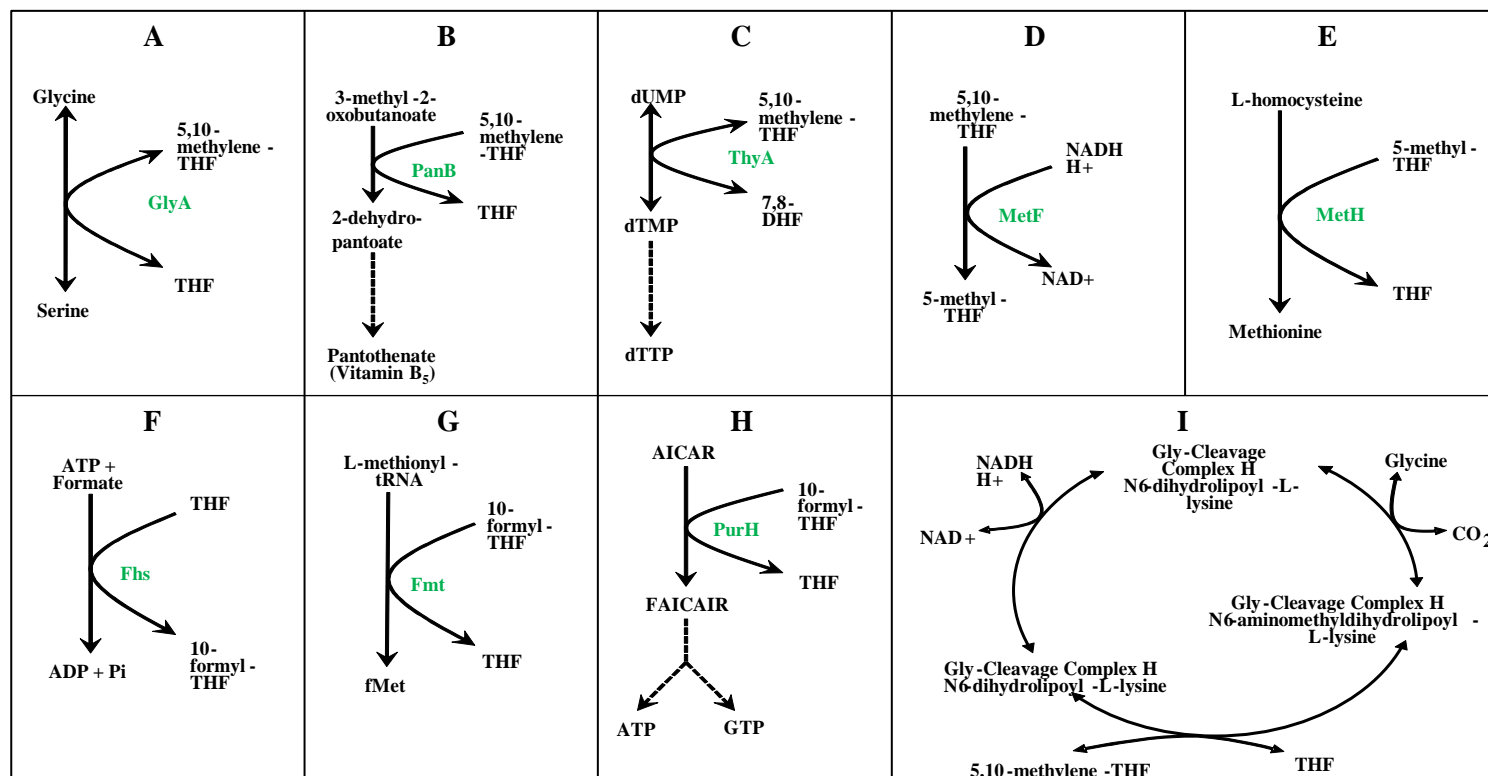 A
Glycine
5,10-
methylene -
THF
GlyA
THF
Serine
B
3-methyl -2-
oxobutanoate
5,10-
methylene
-THF
PanB
THF
2-dehydro-
pantoate
Pantothenate
(Vitamin B5)
C
dUMP
5,10-
methylene -
THF
ThyA
7,8-
DHF
dTMP
dTTP
D
5,10-
methylene -
THF
NADH
H+
MetF
NAD+
5-methyl -
THF
E
L-homocysteine
5-methyl -
THF
MetH
THF
Methionine
F
ATP +
Formate
THF
Fhs
10-
formyl -
THF
ADP + Pi
G
L-methionyl -
tRNA
10-
formyl -
THF
Fmt
THF
fMet
H
AICAR
10-
formyl -
THF
PurH
THF
FAICAIR
ATP
GTP
I
Gly-Cleavage
Complex H
N6-dihydrolipoyl -L-
lysine
NADH
H+
NAD+
Glycine
CO2
Gly-Cleavage Complex H
N6-aminomethyldihydrolipoyl -
L-lysine
Gly-Cleavage Complex H
N6-dihydrolipoyl -L-lysine
5,10-methylene -THF
THF